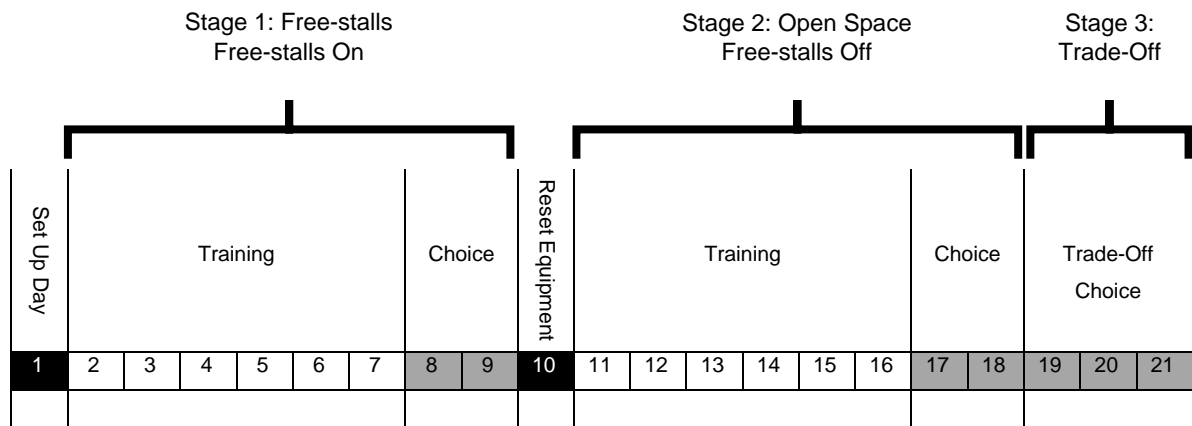 Stage 1: Free-stalls
Free-stalls On
Stage 2: Open Space
Free-stalls Off
Stage 3:
Trade-Off
Set Up Day
Training
Choice
Reset Equipment
Training
Choice
Trade-Off
Choice
1 2 3 4 5 6 7 8 9 10 11 12 13 14 15 16 17 18 19 20 21